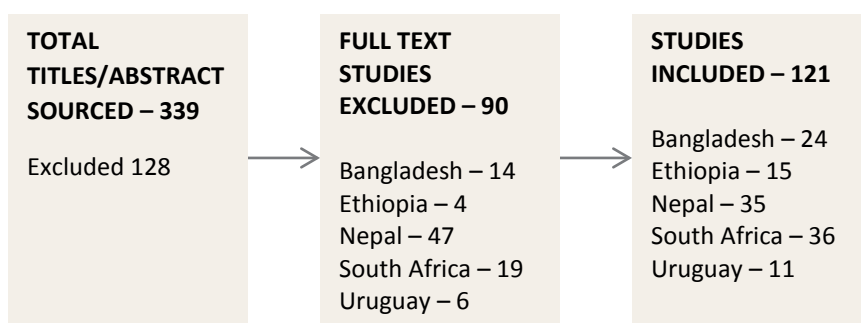 TOTAL
TITLES/ABSTRACT
SOURCED – 339
Excluded 128
FULL TEXT
STUDIES
EXCLUDED – 90
Bangladesh – 14
Ethiopia – 4
Nepal – 47
South Africa – 19
Uruguay – 6
STUDIES
INCLUDED – 121
Bangladesh – 24
Ethiopia – 15
Nepal – 35
South Africa – 36
Uruguay – 11